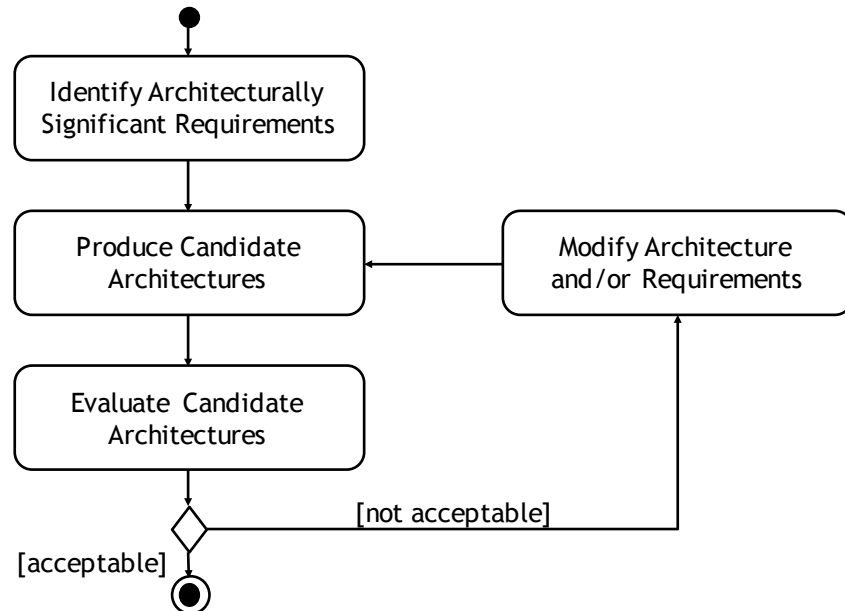 Identify Architecturally
Significant Requirements
Produce Candidate
Architectures
Modify Architecture
and/or Requirements
Evaluate Candidate
Architectures
[not acceptable]
[acceptable]